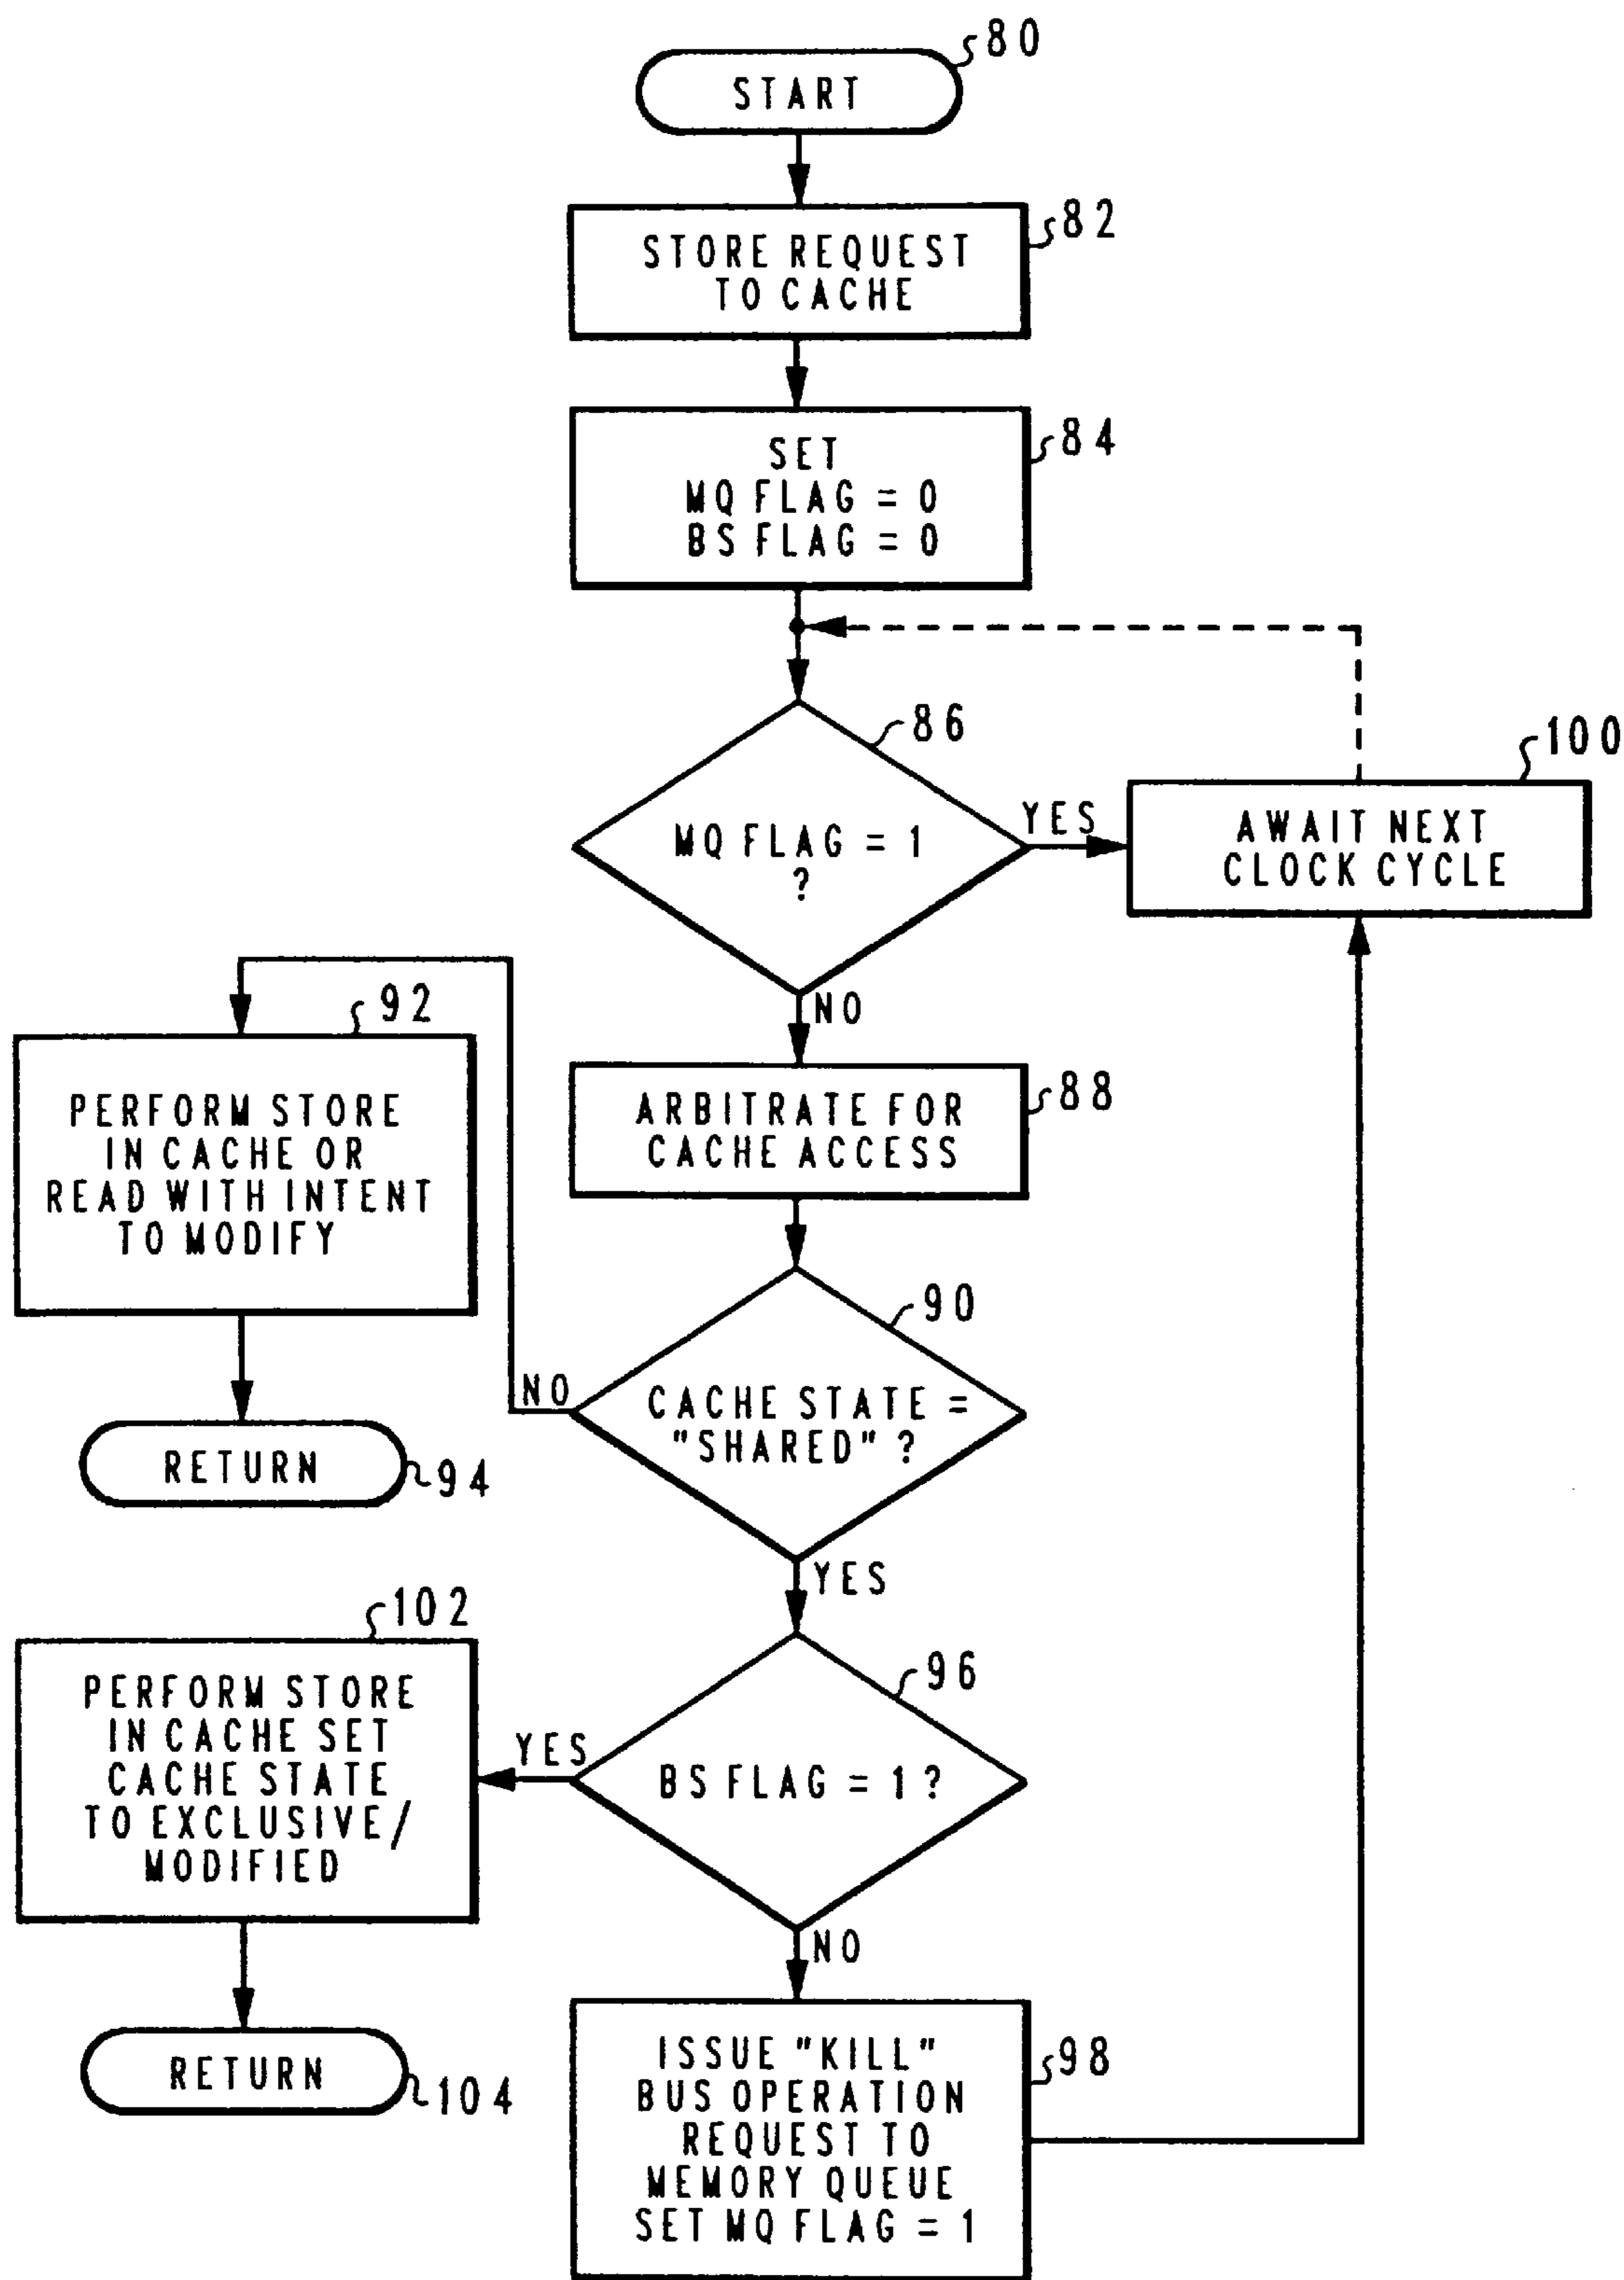 80
START
82
STORE REQUEST
TO CACHE
84
SET
MQ FLAG = 0
BS FLAG = 0
86
MQ FLAG = 1
?
YES
100
AWAIT NEXT
CLOCK CYCLE
NO
92
PERFORM STORE
IN CACHE OR
READ WITH INTENT
TO MODIFY
88
ARBITRATE FOR
CACHE ACCESS
90
CACHE STATE =
"SHARED" ?
NO
RETURN
94
YES
102
PERFORM STORE
IN CACHE SET
CACHE STATE
TO EXCLUSIVE/
MODIFIED
YES
96
BS FLAG = 1 ?
NO
RETURN
104
98
ISSUE "KILL"
BUS OPERATION
REQUEST TO
MEMORY QUEUE
SET MQ FLAG = 1